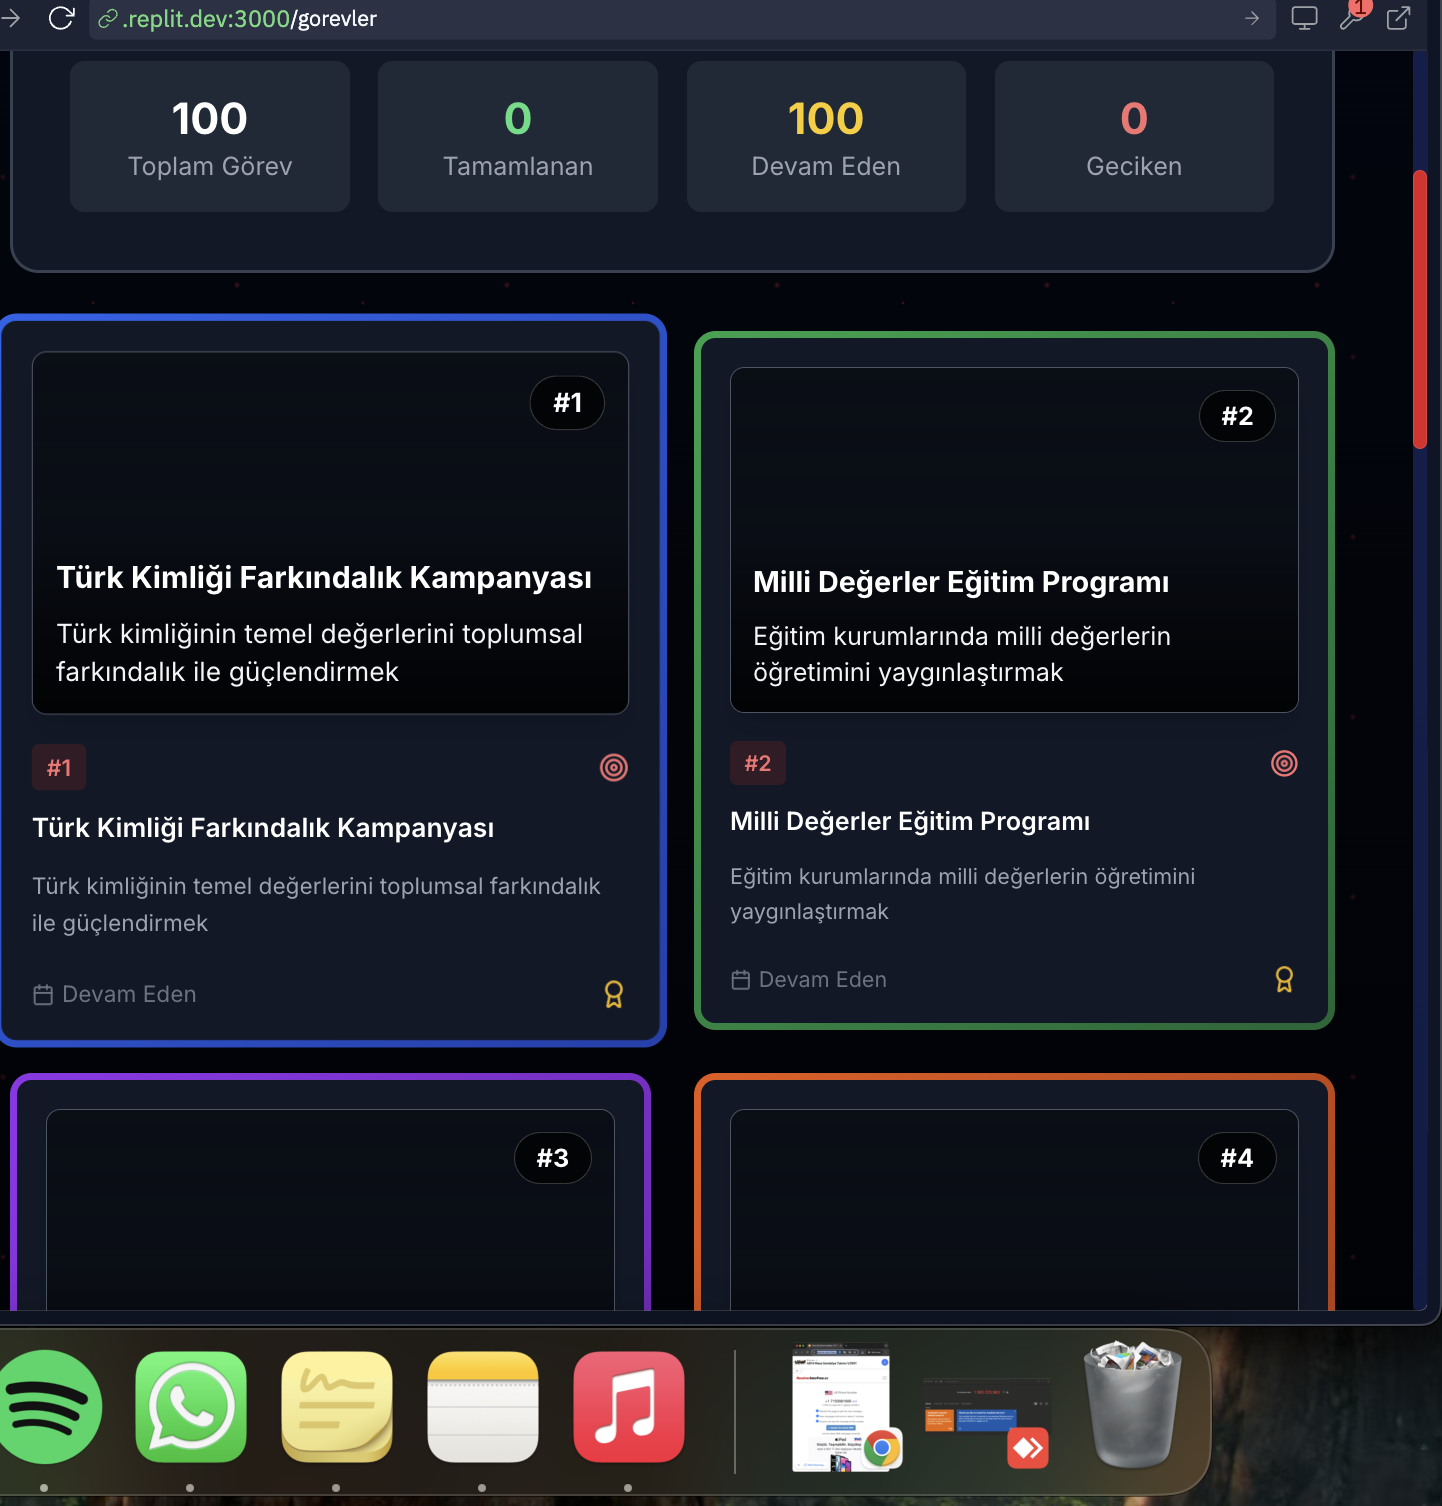 .replit.dev:3000/gorevler
1
100
Toplam Görev
0
Tamamlanan
100
Devam Eden
0
Geciken
#1
Türk Kimliği Farkındalık Kampanyası
Türk kimliğinin temel değerlerini toplumsal
farkındalık ile güçlendirmek
#1
Türk Kimliği Farkındalık Kampanyası
Türk kimliğinin temel değerlerini toplumsal farkındalık
ile güçlendirmek
Devam Eden
#2
Milli Değerler Eğitim Programı
Eğitim kurumlarında milli değerlerin
öğretimini yaygınlaştırmak
#2
Milli Değerler Eğitim Programı
Eğitim kurumlarında milli değerlerin öğretimini
yaygınlaştırmak
Devam Eden
#3
#4